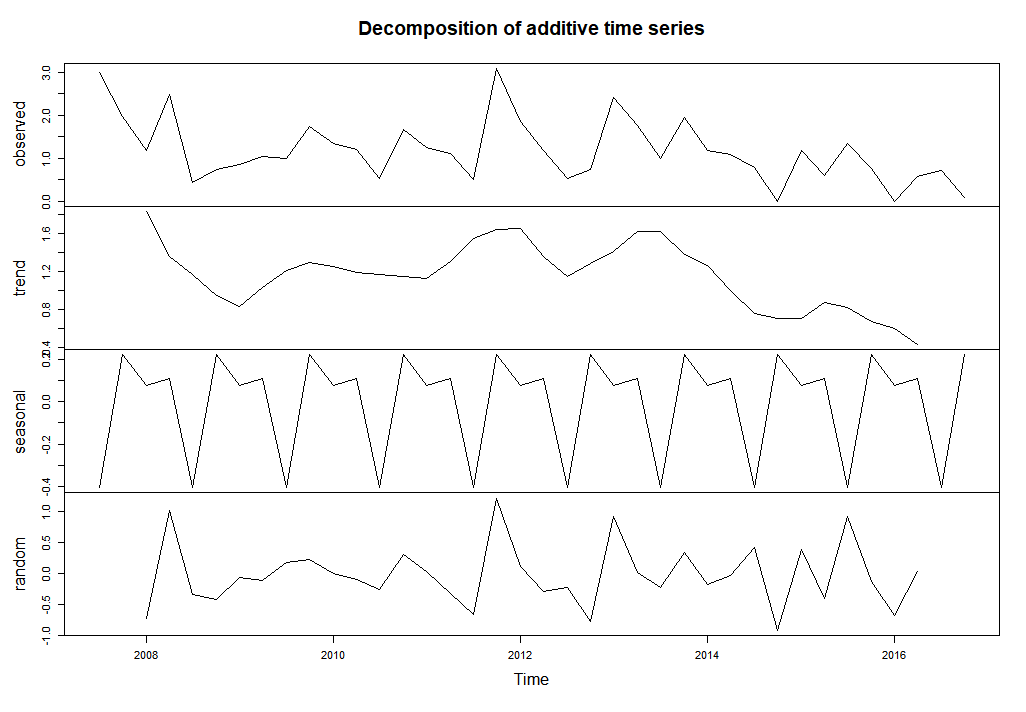 Decomposition of additive time series
observed
0.0 1.0 2.0 3.0
trend
0.4 0.8 1.2 1.6
seasonal
-0.4 -0.2 0.0 0.2
random
-1.0 -0.5 0.0 0.5 1.0
2008 2010 2012 2014 2016
Time